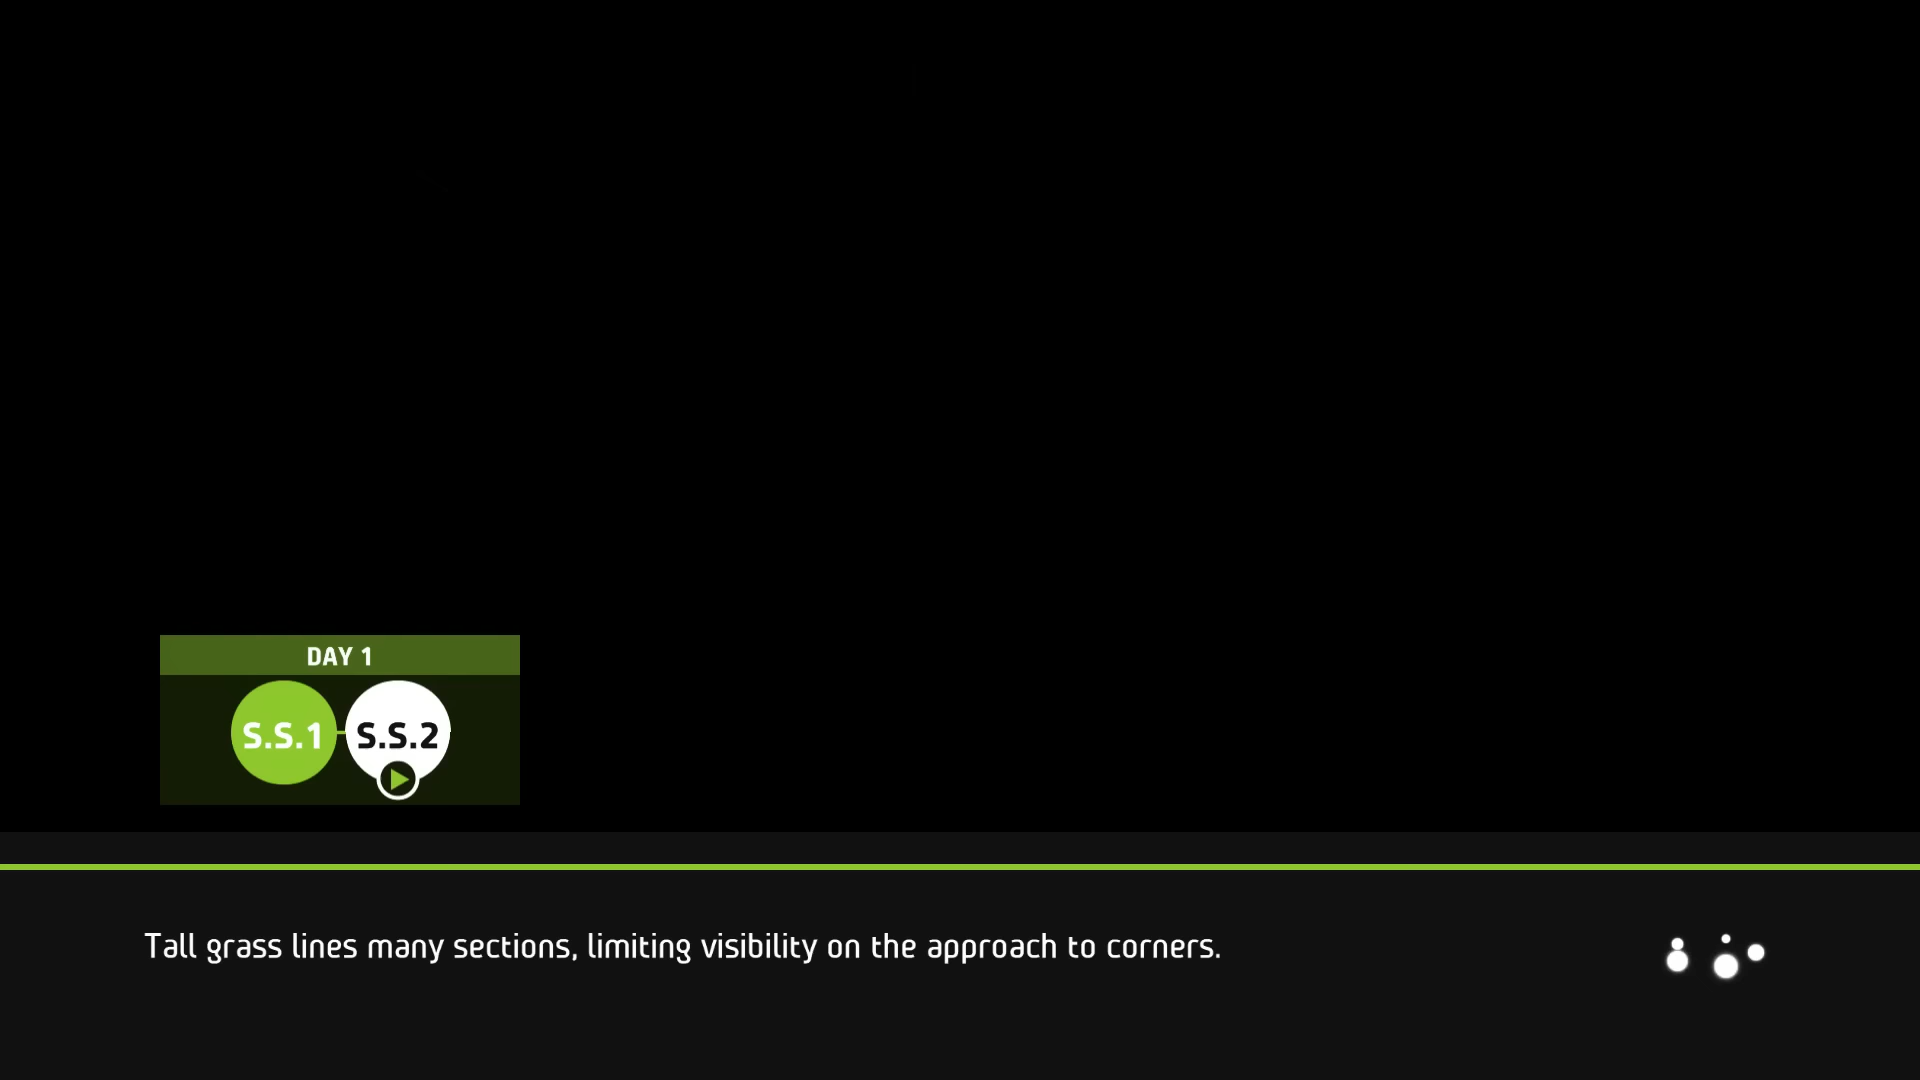 DAY 1
S.S.1
S.S.2
Tall grass lines many sections, limiting visibility on the approach to corners.